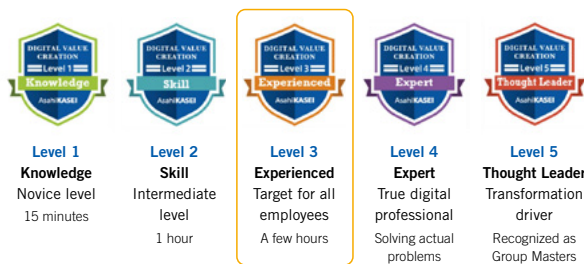 DIGITAL VALUE
CREATION
Level 1
Knowledge
AsahiKASEI
DIGITAL VALUE
CREATION
Level 2
Skill
AsahiKASEI
DIGITAL VALUE
CREATION
Level 3
Experienced
AsahiKASEI
DIGITAL VALUE
CREATION
Level 4
Expert
AsahiKASEI
DIGITAL VALUE
CREATION
Level 5
Thought Leader
AsahiKASEI
Level 1
Knowledge
Novice level
15 minutes
Level 2
Skill
Intermediate
level
1 hour
Level 3
Experienced
Target for all
employees
A few hours
Level 4
Expert
True digital
professional
Solving actual
problems
Level 5
Thought Leader
Transformation
driver
Recognized as
Group Masters